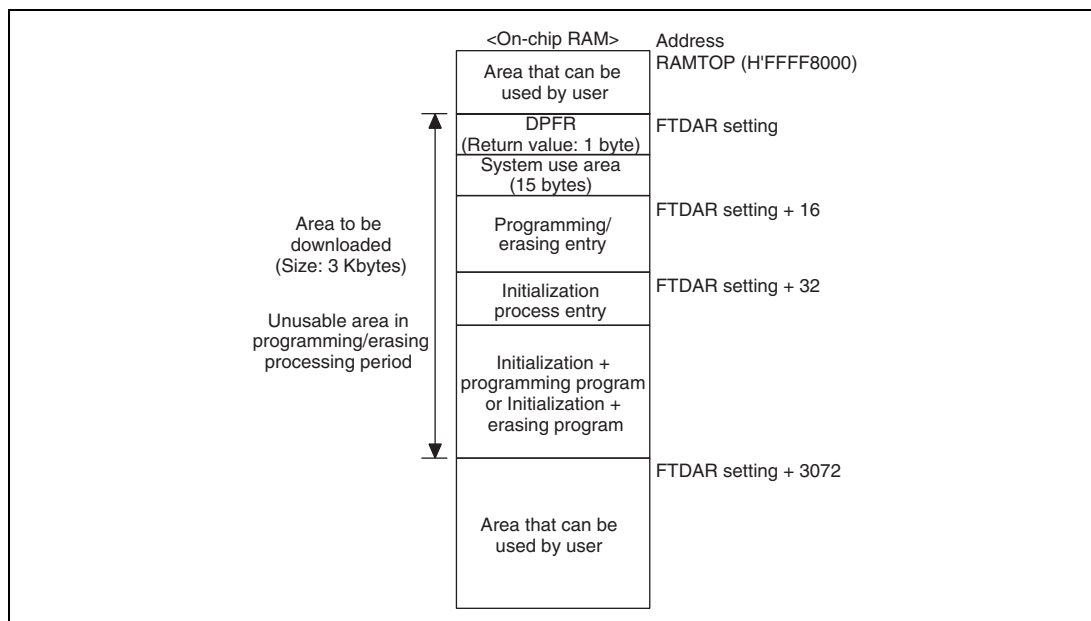 <On-chip RAM>
Address
RAMTOP (H'FFFF8000)
Area that can be
used by user
DPFR
(Return value: 1 byte)
FTDAR setting
System use area
(15 bytes)
Area to be
downloaded
(Size: 3 Kbytes)
Unusable area in
programming/erasing
processing period
Programming/
erasing entry
FTDAR setting + 16
Initialization
process entry
FTDAR setting + 32
Initialization +
programming program
or Initialization +
erasing program
FTDAR setting + 3072
Area that can be
used by user